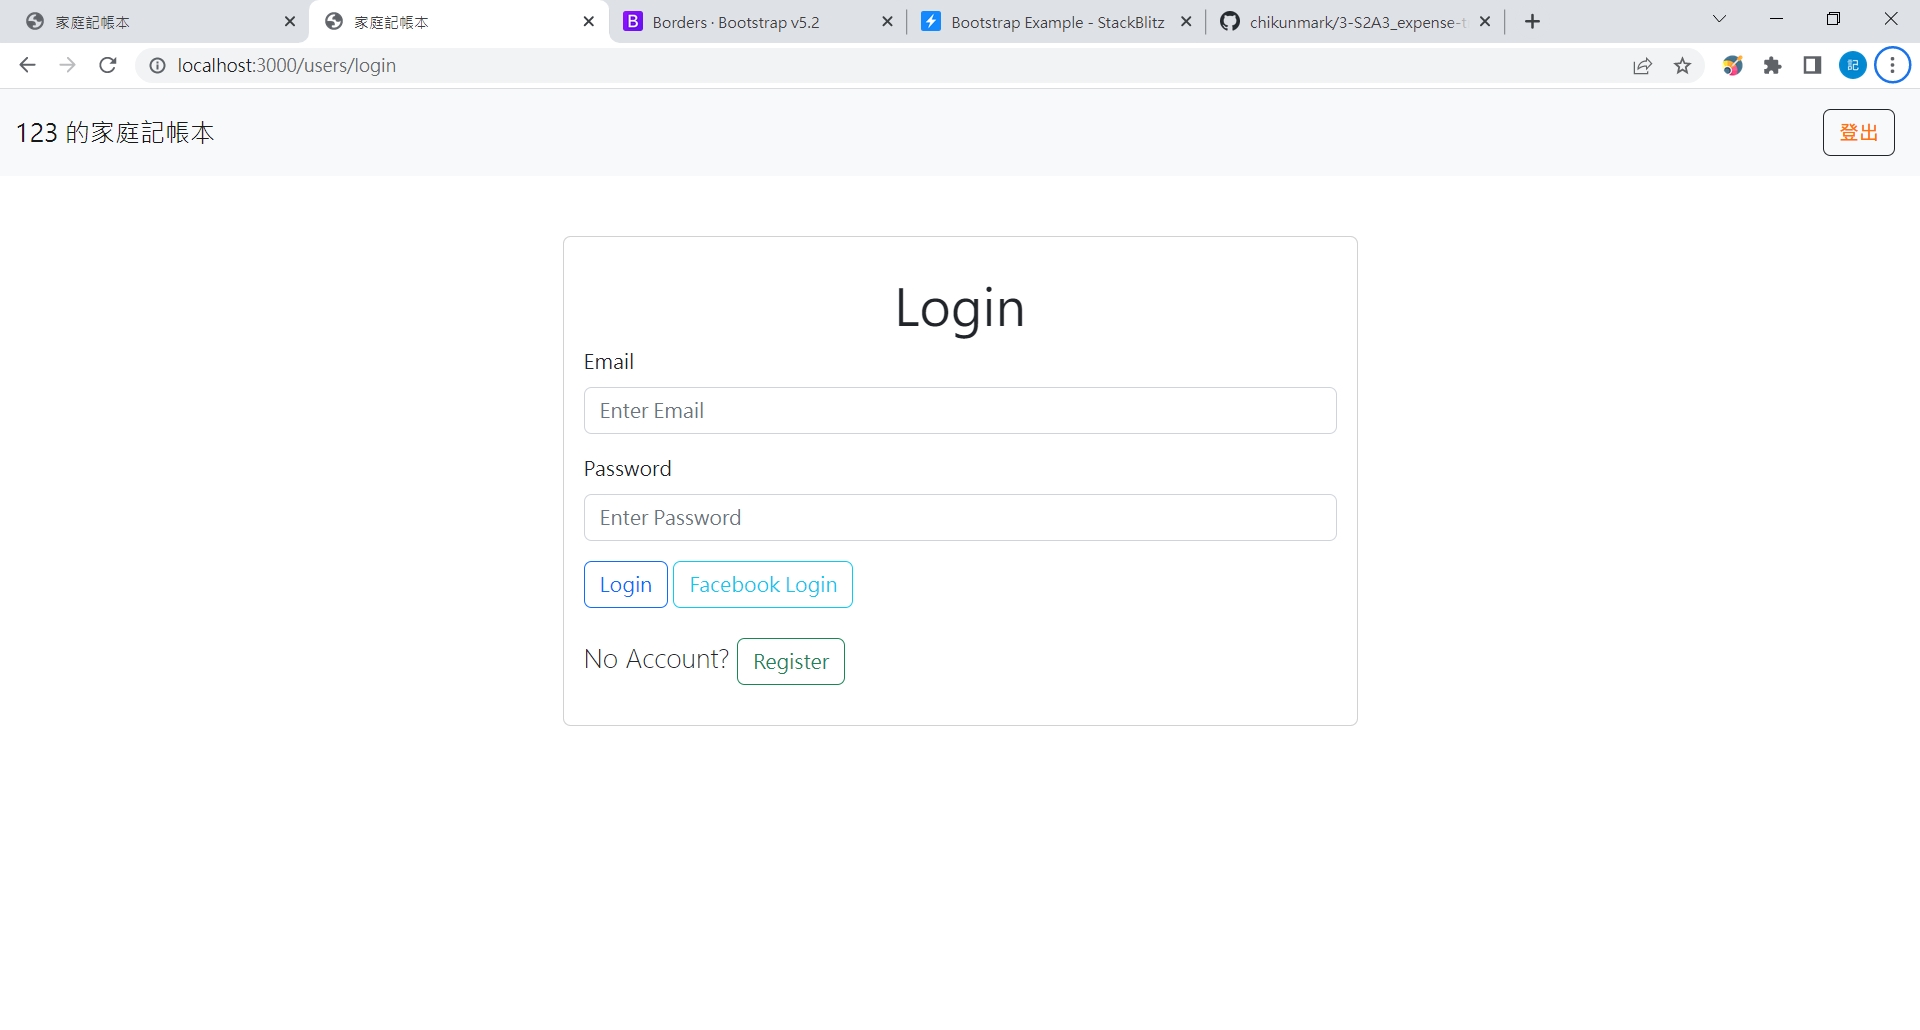 家庭記帳本
家庭記帳本
Borders · Bootstrap v5.2
Bootstrap Example - StackBlitz
chikunmark/3-S2A3_expense-t
localhost:3000/users/login
記
123 的家庭記帳本
登出
Login
Email
Enter Email
Password
Enter Password
Login Facebook Login
No Account? Register